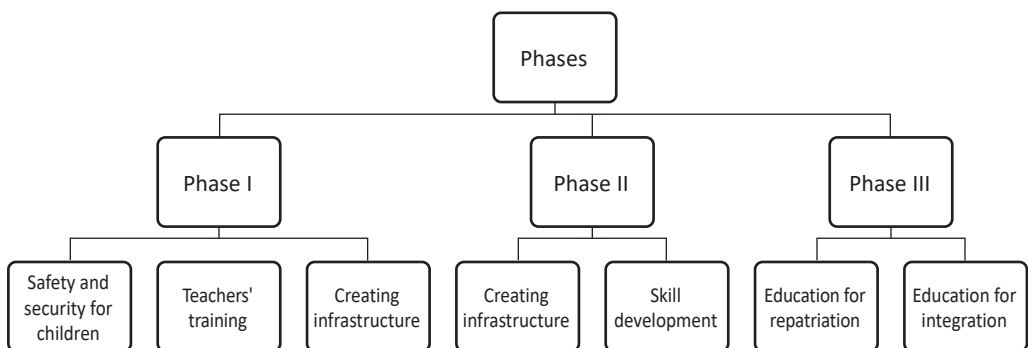 Phases
Phase I
Phase II
Phase III
Safety and
security for
children
Teachers'
training
Creating
infrastructure
Creating
infrastructure
Skill
development
Education for
repatriation
Education for
integration